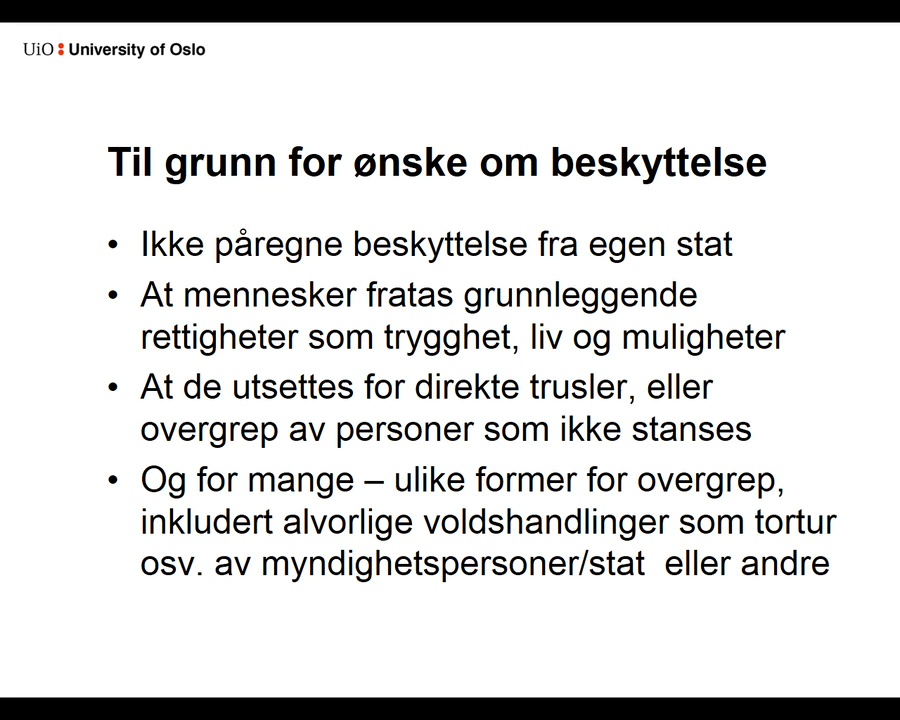 UiO : University of Oslo
Til grunn for ønske om beskyttelse
• Ikke påregne beskyttelse fra egen stat
• At mennesker fratas grunnleggende
rettigheter som trygghet, liv og muligheter
• At de utsettes for direkte trusler, eller
overgrep av personer som ikke stanses
• Og for mange – ulike former for overgrep,
inkludert alvorlige voldshandlinger som tortur
osv. av myndighetspersoner/stat  eller andre